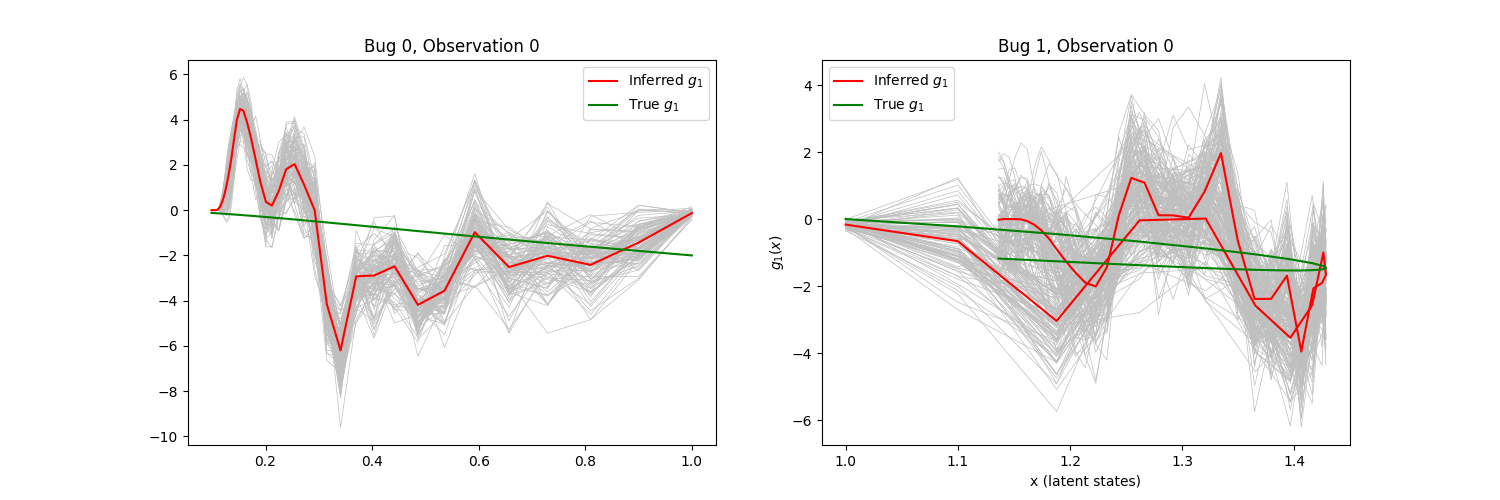 Bug 0, Observation 0
6
4
2
0
−2
−4
−6
−8
−10
0.2 0.4 0.6 0.8 1.0
Inferred g₁
True g₁
Bug 1, Observation 0
g₁(x)
4
2
0
−2
−4
−6
1.0 1.1 1.2 1.3 1.4
x (latent states)
Inferred g₁
True g₁